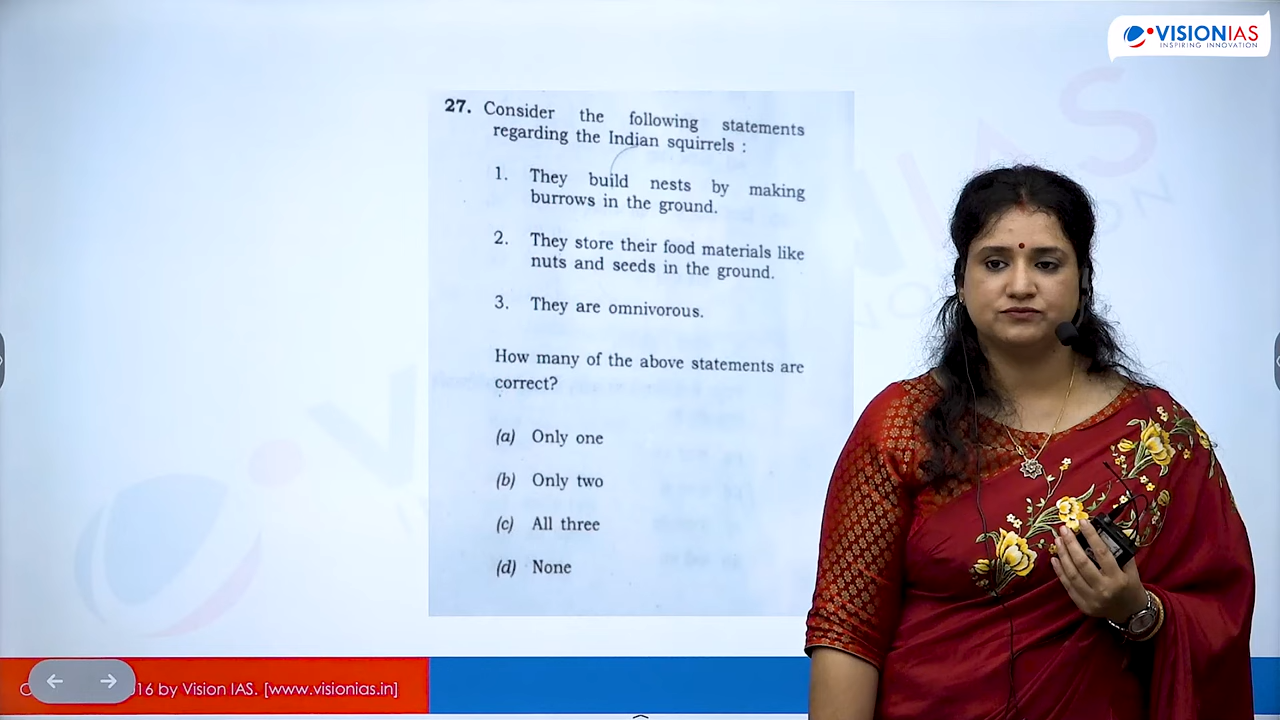 VISIONIAS
INSPIRING INNOVATION
27. Consider the following statements
regarding the Indian squirrels :
1. They build nests by making
burrows in the ground.
2. They store their food materials like
nuts and seeds in the ground.
3. They are omnivorous.
How many of the above statements are
correct?
(a) Only one
(b) Only two
(c) All three
(d) None
16 by Vision IAS. [www.visionias.in]